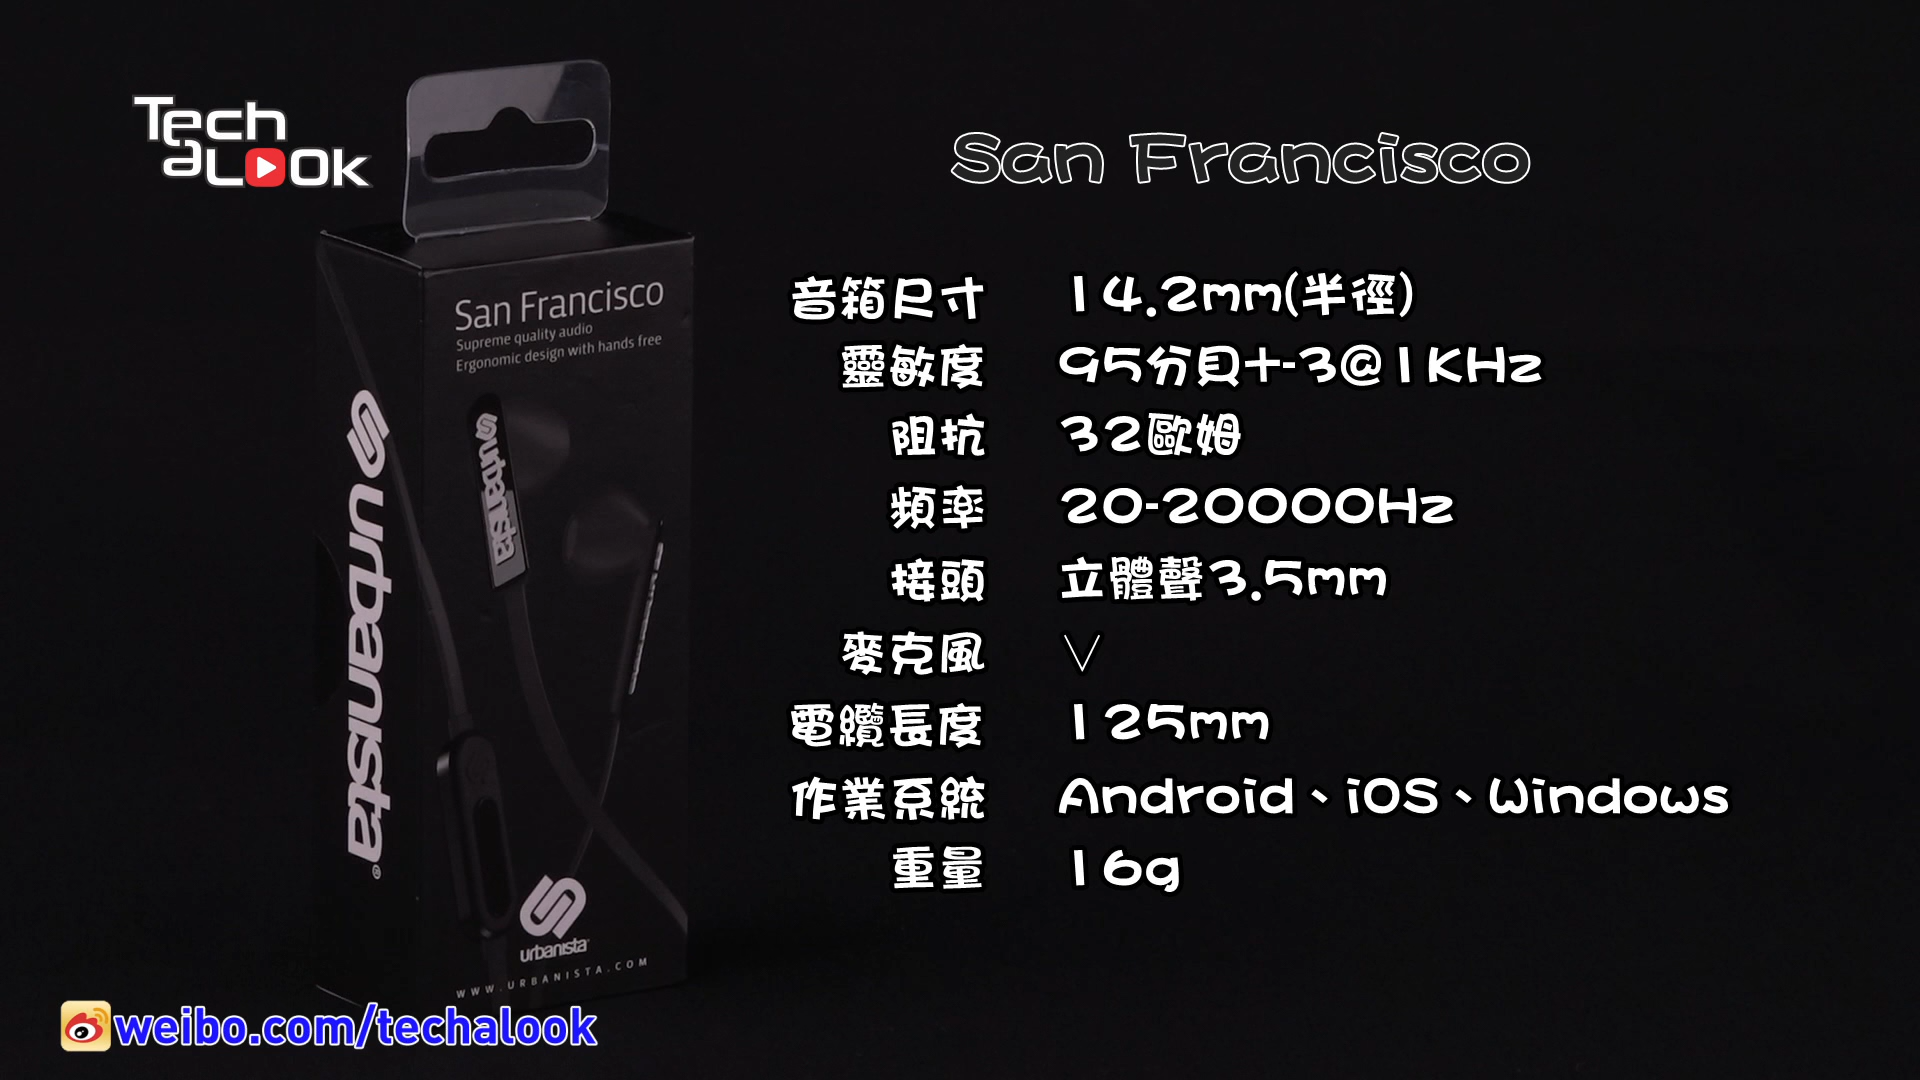 Tech
aLook
San Francisco
音箱尺寸 14.2mm(半徑)
靈敏度 95分貝+-3@1KHz
阻抗 32歐姆
頻率 20-20000Hz
接頭 立體聲3.5mm
麥克風 V
電纜長度 125mm
作業系統 Android、iOS、Windows
重量 16g
San Francisco
Supreme quality audio
Ergonomic design with hands free
urbanista
urbanista®
urbanista
WWW.URBANISTA.COM
weibo.com/techalook